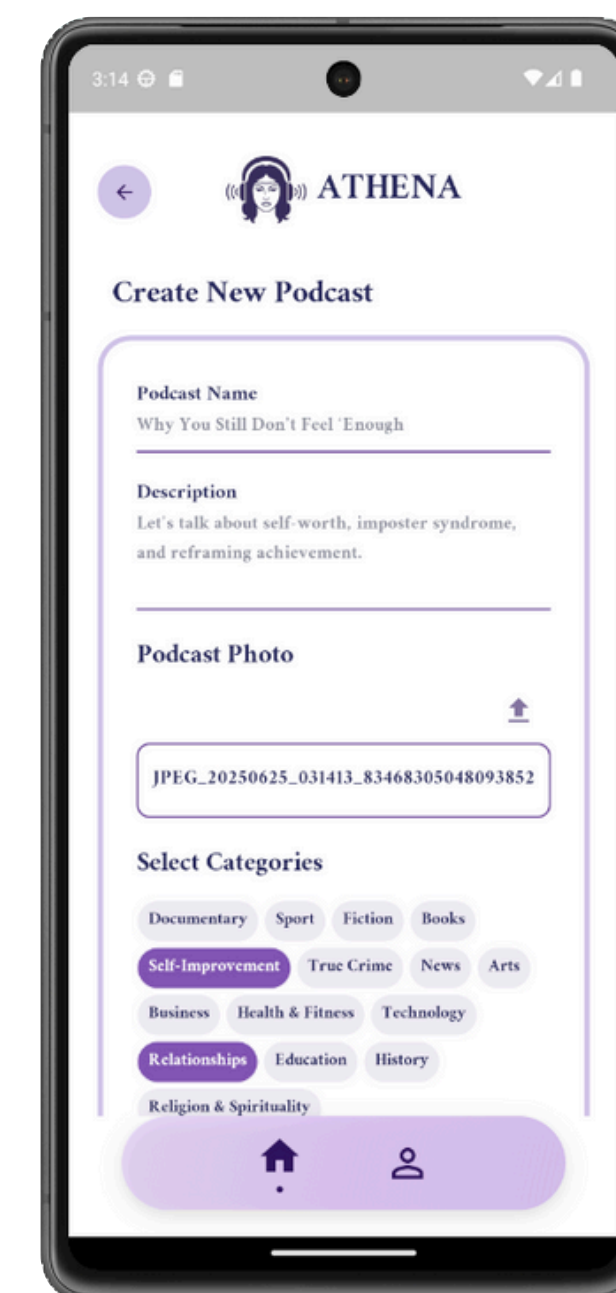 3:14
ATHENA
Create New Podcast
Podcast Name
Why You Still Don't Feel 'Enough
Description
Let's talk about self-worth, imposter syndrome,
and reframing achievement.
Podcast Photo
JPEG_20250625_031413_83468305048093852
Select Categories
Documentary Sport Fiction Books
Self-Improvement True Crime News Arts
Business Health & Fitness Technology
Relationships Education History
Religion & Spirituality